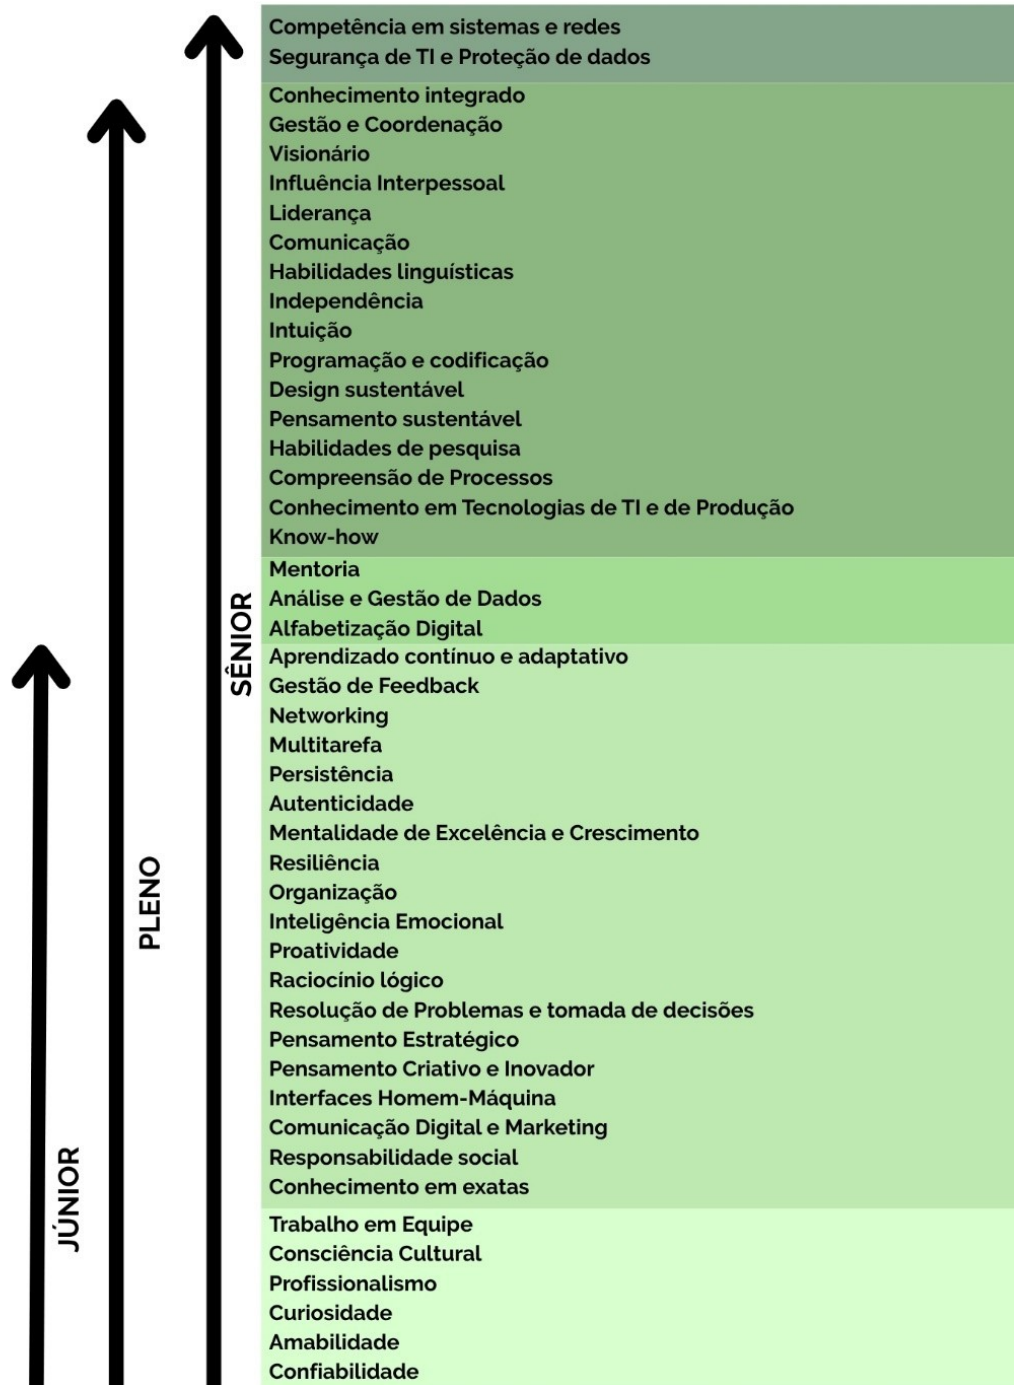 Competência em sistemas e redes
Segurança de TI e Proteção de dados
Conhecimento integrado
Gestão e Coordenação
Visionário
Influência Interpessoal
Liderança
Comunicação
Habilidades linguísticas
Independência
Intuição
Programação e codificação
Design sustentável
Pensamento sustentável
Habilidades de pesquisa
Compreensão de Processos
Conhecimento em Tecnologias de TI e de Produção
Know-how
Mentoria
Análise e Gestão de Dados
Alfabetização Digital
Aprendizado contínuo e adaptativo
Gestão de Feedback
Networking
Multitarefa
Persistência
Autenticidade
Mentalidade de Excelência e Crescimento
Resiliência
Organização
Inteligência Emocional
Proatividade
Raciocínio lógico
Resolução de Problemas e tomada de decisões
Pensamento Estratégico
Pensamento Criativo e Inovador
Interfaces Homem-Máquina
Comunicação Digital e Marketing
Responsabilidade social
Conhecimento em exatas
Trabalho em Equipe
Consciência Cultural
Profissionalismo
Curiosidade
Amabilidade
Confiabilidade
JÚNIOR
PLENO
SÊNIOR